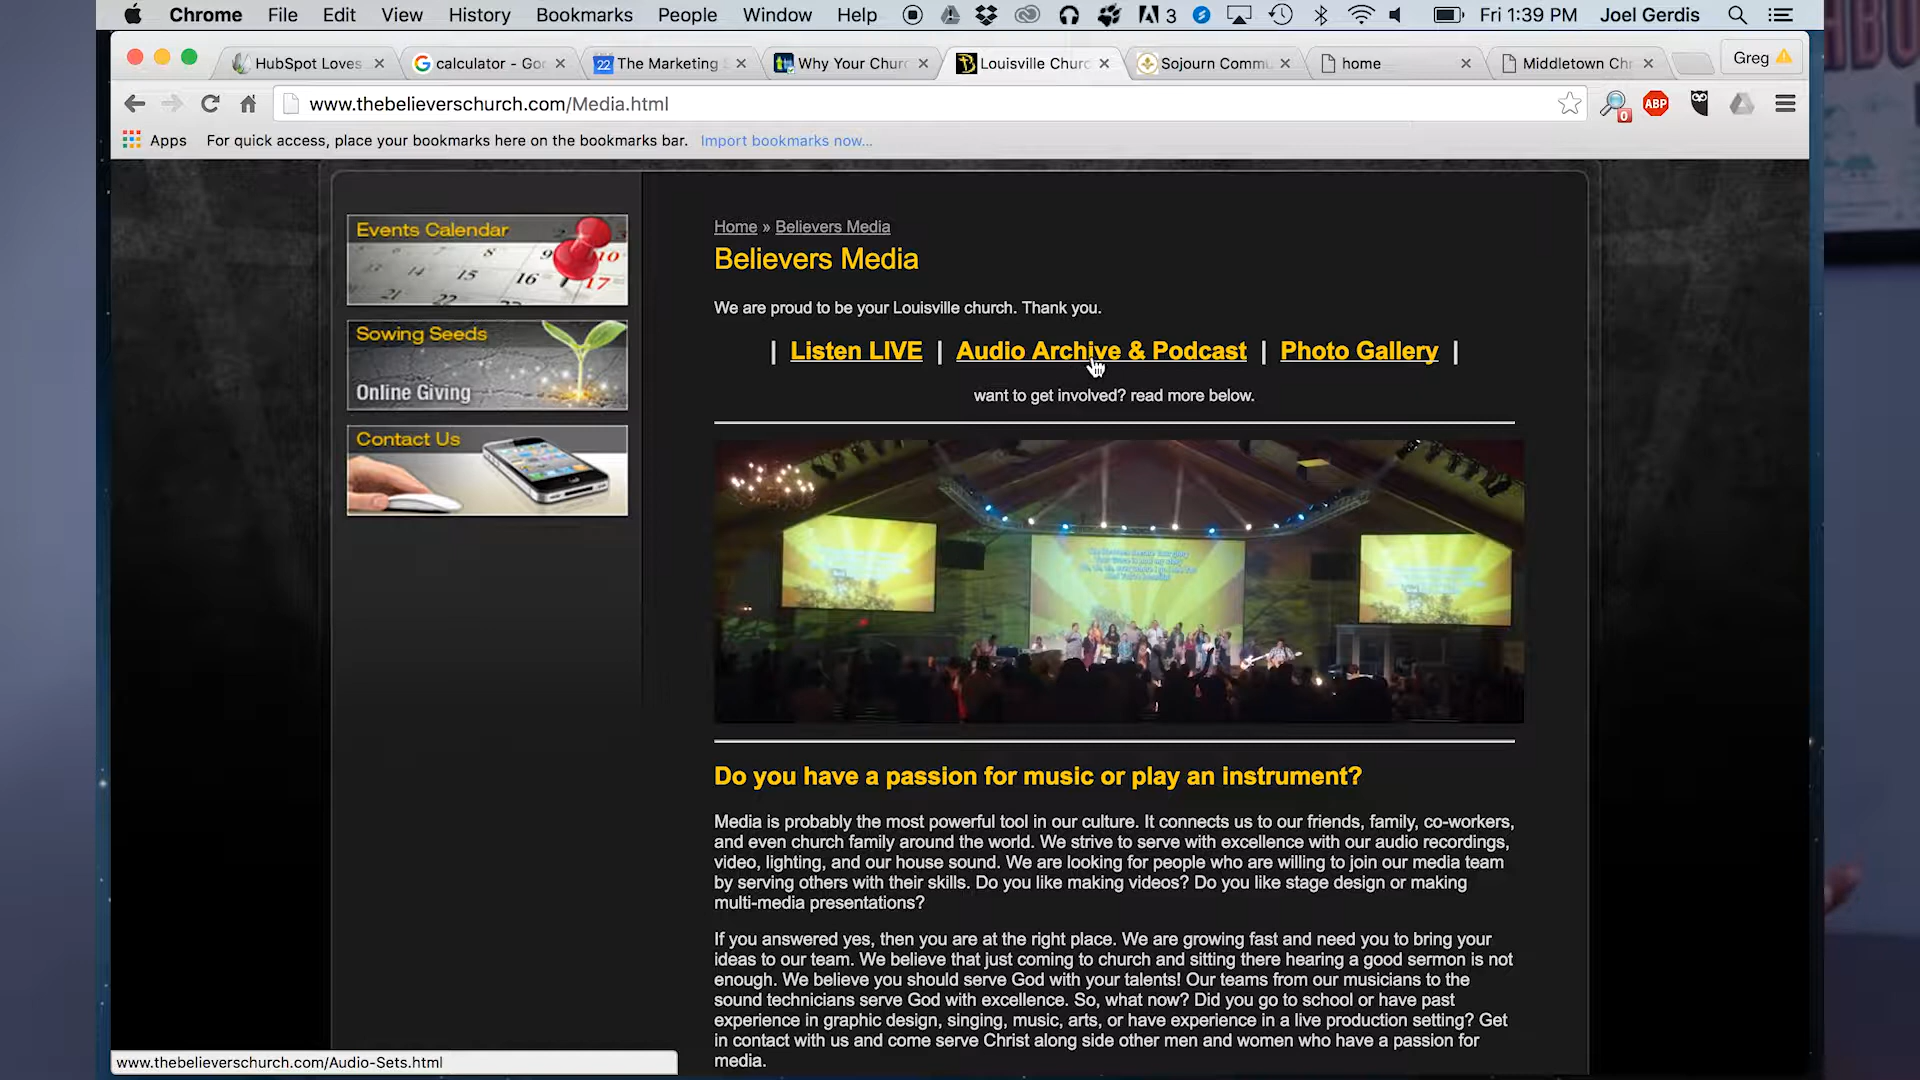 Chrome File Edit View History Bookmarks People Window Help 3 Fri 1:39 PM Joel Gerdis
HubSpot Loves calculator - Goo The Marketing Why Your Churc Louisville Churc Sojourn Commu home Middletown Chr Greg
www.thebelieverschurch.com/Media.html 0 ABP
Apps For quick access, place your bookmarks here on the bookmarks bar. Import bookmarks now...
Events Calendar
Sowing Seeds
Online Giving
Contact Us
Home » Believers Media
Believers Media
We are proud to be your Louisville church. Thank you.
| Listen LIVE | Audio Archive & Podcast | Photo Gallery |
want to get involved? read more below.
Do you have a passion for music or play an instrument?
Media is probably the most powerful tool in our culture. It connects us to our friends, family, co-workers,
and even church family around the world. We strive to serve with excellence with our audio recordings,
video, lighting, and our house sound. We are looking for people who are willing to join our media team
by serving others with their skills. Do you like making videos? Do you like stage design or making
multi-media presentations?
If you answered yes, then you are at the right place. We are growing fast and need you to bring your
ideas to our team. We believe that just coming to church and sitting there hearing a good sermon is not
enough. We believe you should serve God with your talents! Our teams from our musicians to the
sound technicians serve God with excellence. So, what now? Did you go to school or have past
experience in graphic design, singing, music, arts, or have experience in a live production setting? Get
in contact with us and come serve Christ along side other men and women who have a passion for
media.
www.thebelieverschurch.com/Audio-Sets.html